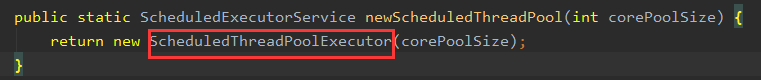 public static ScheduledExecutorService newScheduledThreadPool(int corePoolSize) {
return new ScheduledThreadPoolExecutor(corePoolSize);
}